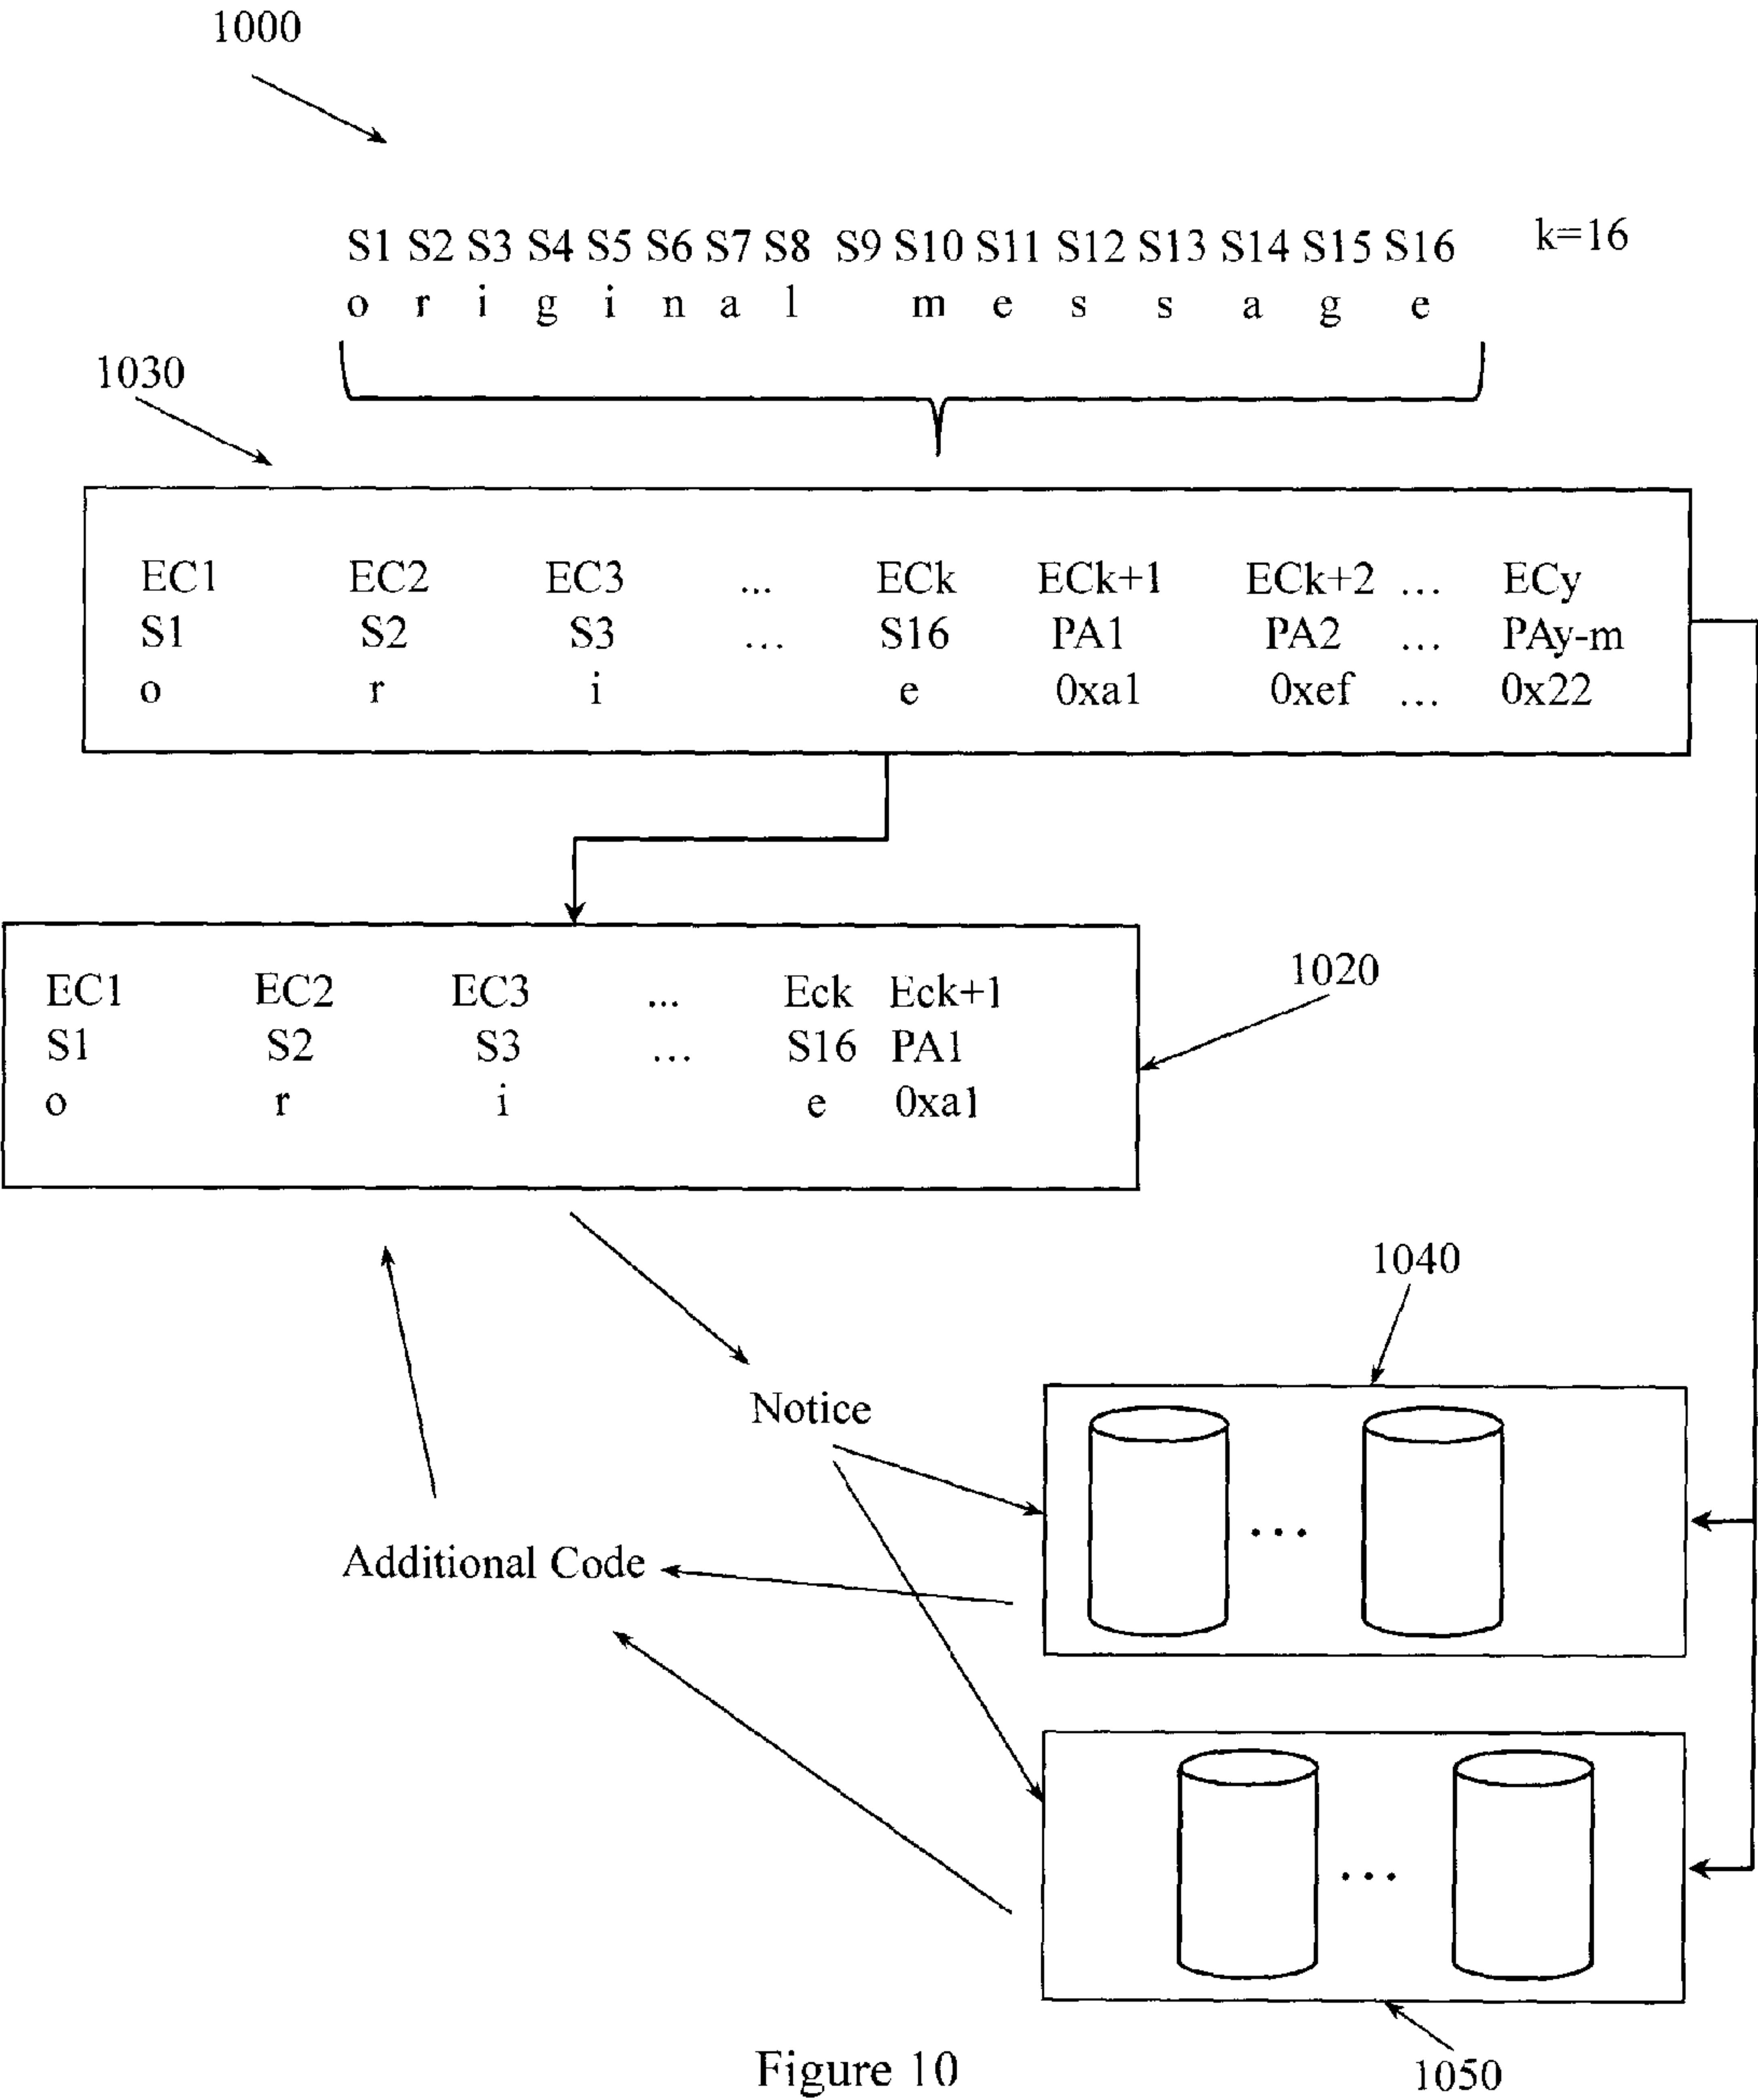 1000
S1 S2 S3 S4 S5 S6 S7 S8 S9 S10 S11 S12 S13 S14 S15 S16 k=16
o r i g i n a l m e s s a g e
1030
EC1 EC2 EC3 ... ECk ECk+1 ECk+2 ... ECy
S1 S2 S3 ... S16 PA1 PA2 ... PAy-m
o r i e 0xa1 0xef ... 0x22
EC1 EC2 EC3 ... Eck Eck+1
S1 S2 S3 ... S16 PA1
o r i e 0xa1
1020
1040
Notice
Additional Code
1050
Figure 10